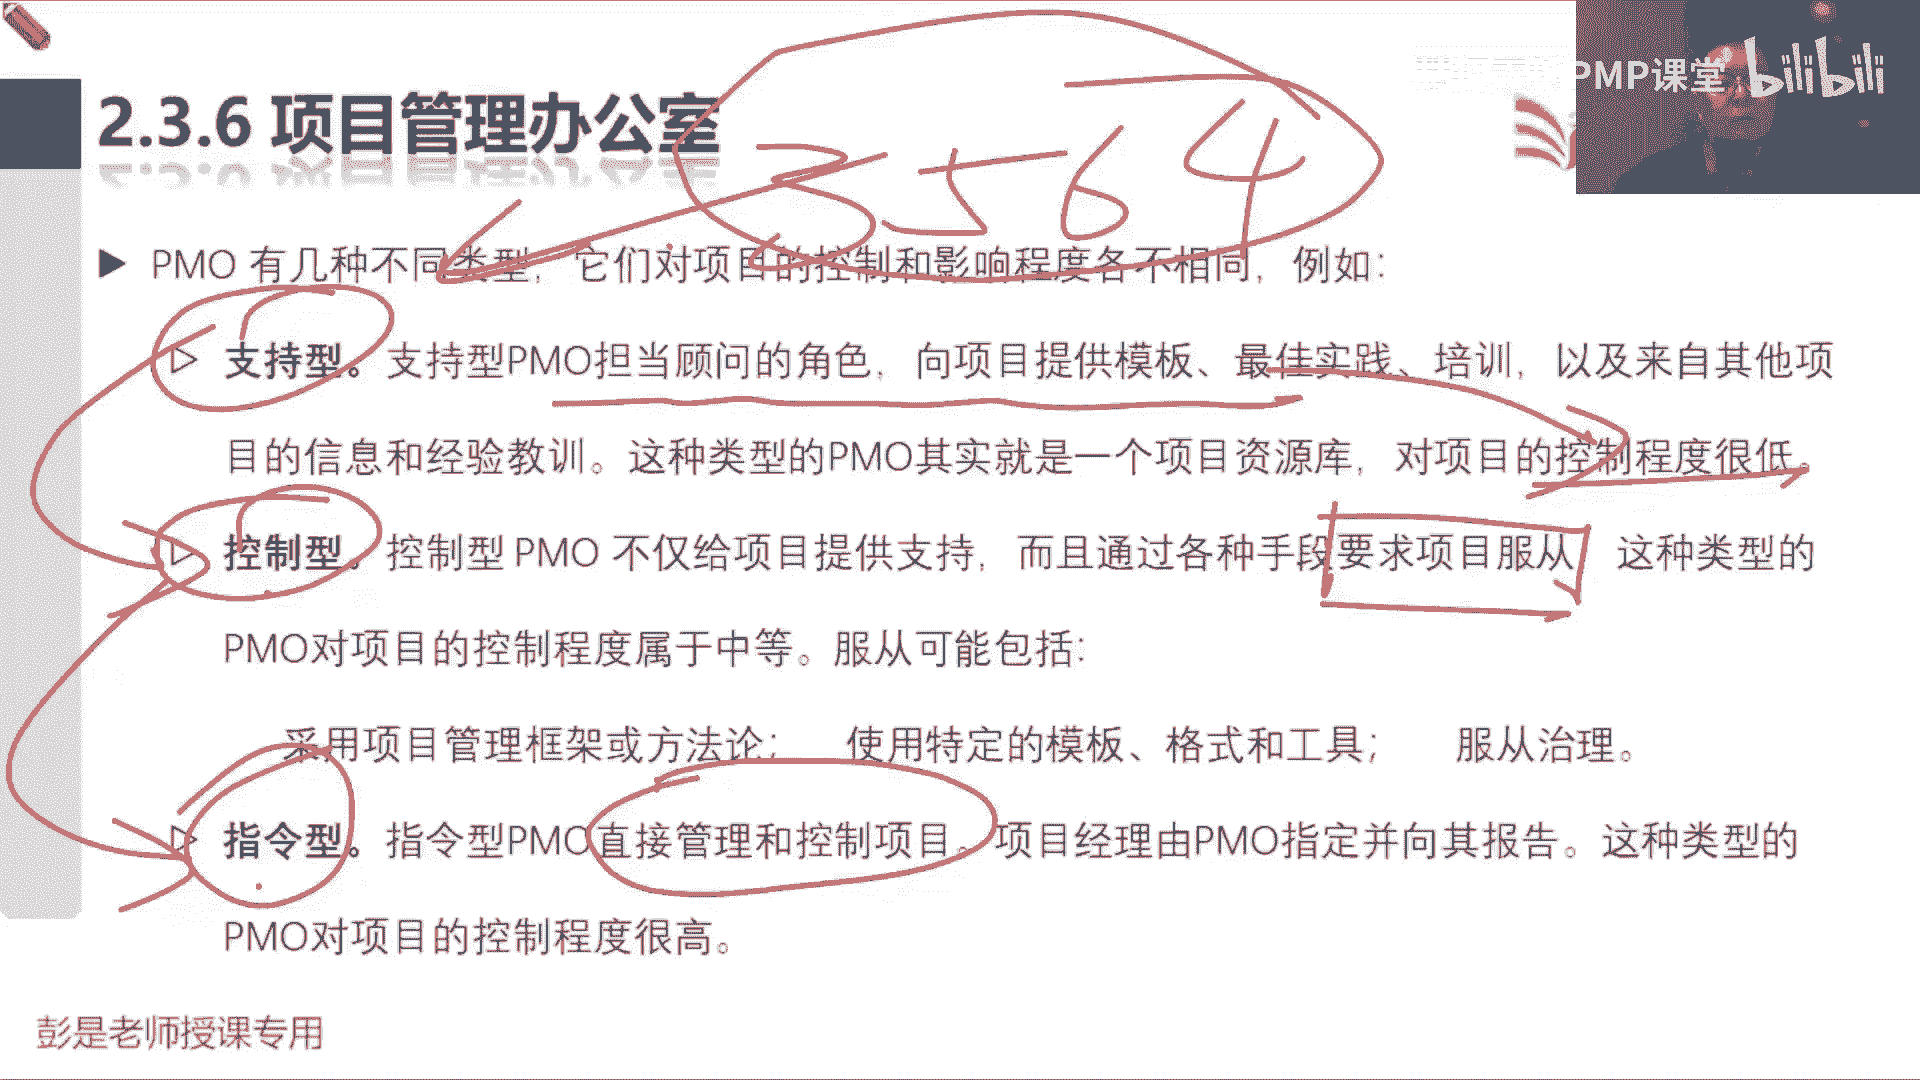 PMP课堂 bilibili
2.3.6 项目管理办公室
3564
PMO 有几种不同类型，它们对项目的控制和影响程度各不相同，例如：
支持型。支持型PMO担当顾问的角色，向项目提供模板、最佳实践、培训，以及来自其他项
目的信息和经验教训。这种类型的PMO其实就是一个项目资源库，对项目的控制程度很低。
控制型。控制型 PMO 不仅给项目提供支持，而且通过各种手段要求项目服从 这种类型的
PMO对项目的控制程度属于中等。服从可能包括：
采用项目管理框架或方法论； 使用特定的模板、格式和工具； 服从治理。
指令型。指令型PMO直接管理和控制项目。项目经理由PMO指定并向其报告。这种类型的
PMO对项目的控制程度很高。
彭是老师授课专用